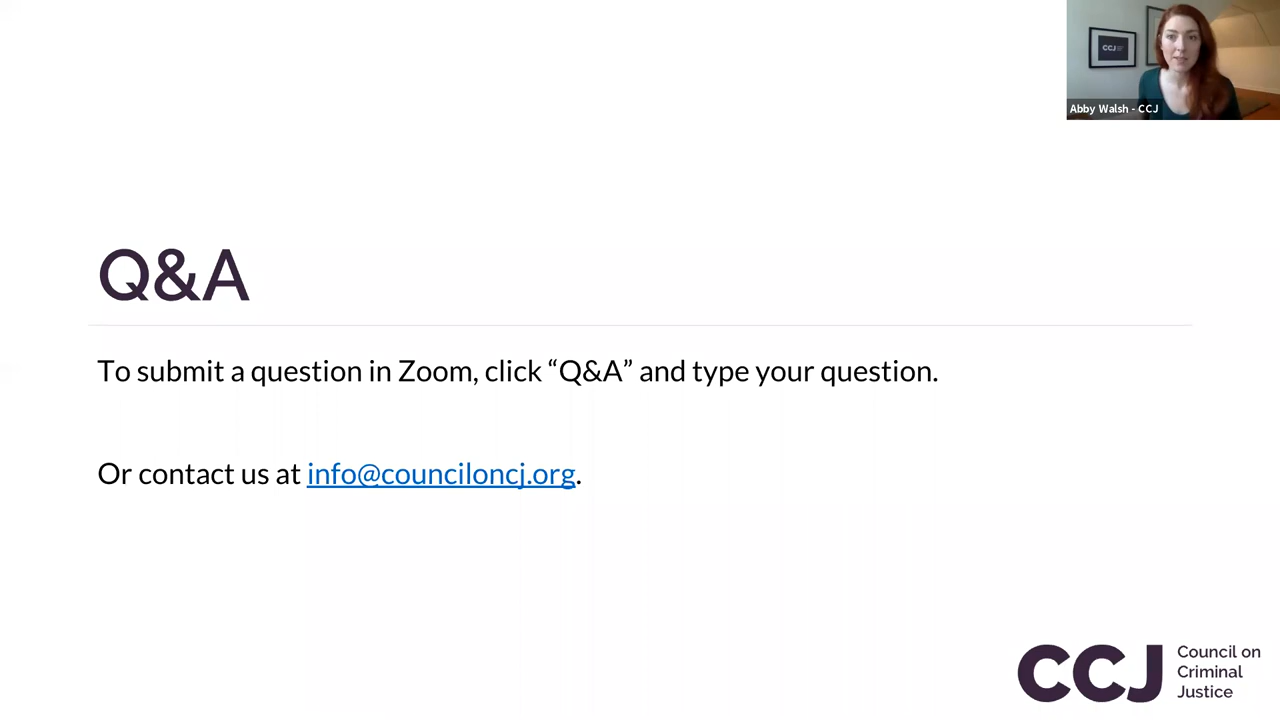 CCJ
Abby Walsh - CCJ
Q&A
To submit a question in Zoom, click “Q&A” and type your question.
Or contact us at info@counciloncj.org.
CCJ
Council on
Criminal
Justice